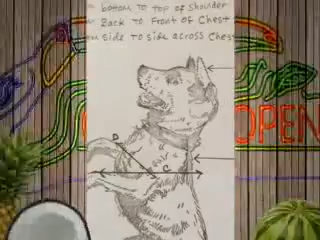 bottom To Top of Shoulder
Back To Front of Chest
Side To Side across Chest
B
C
OPEN